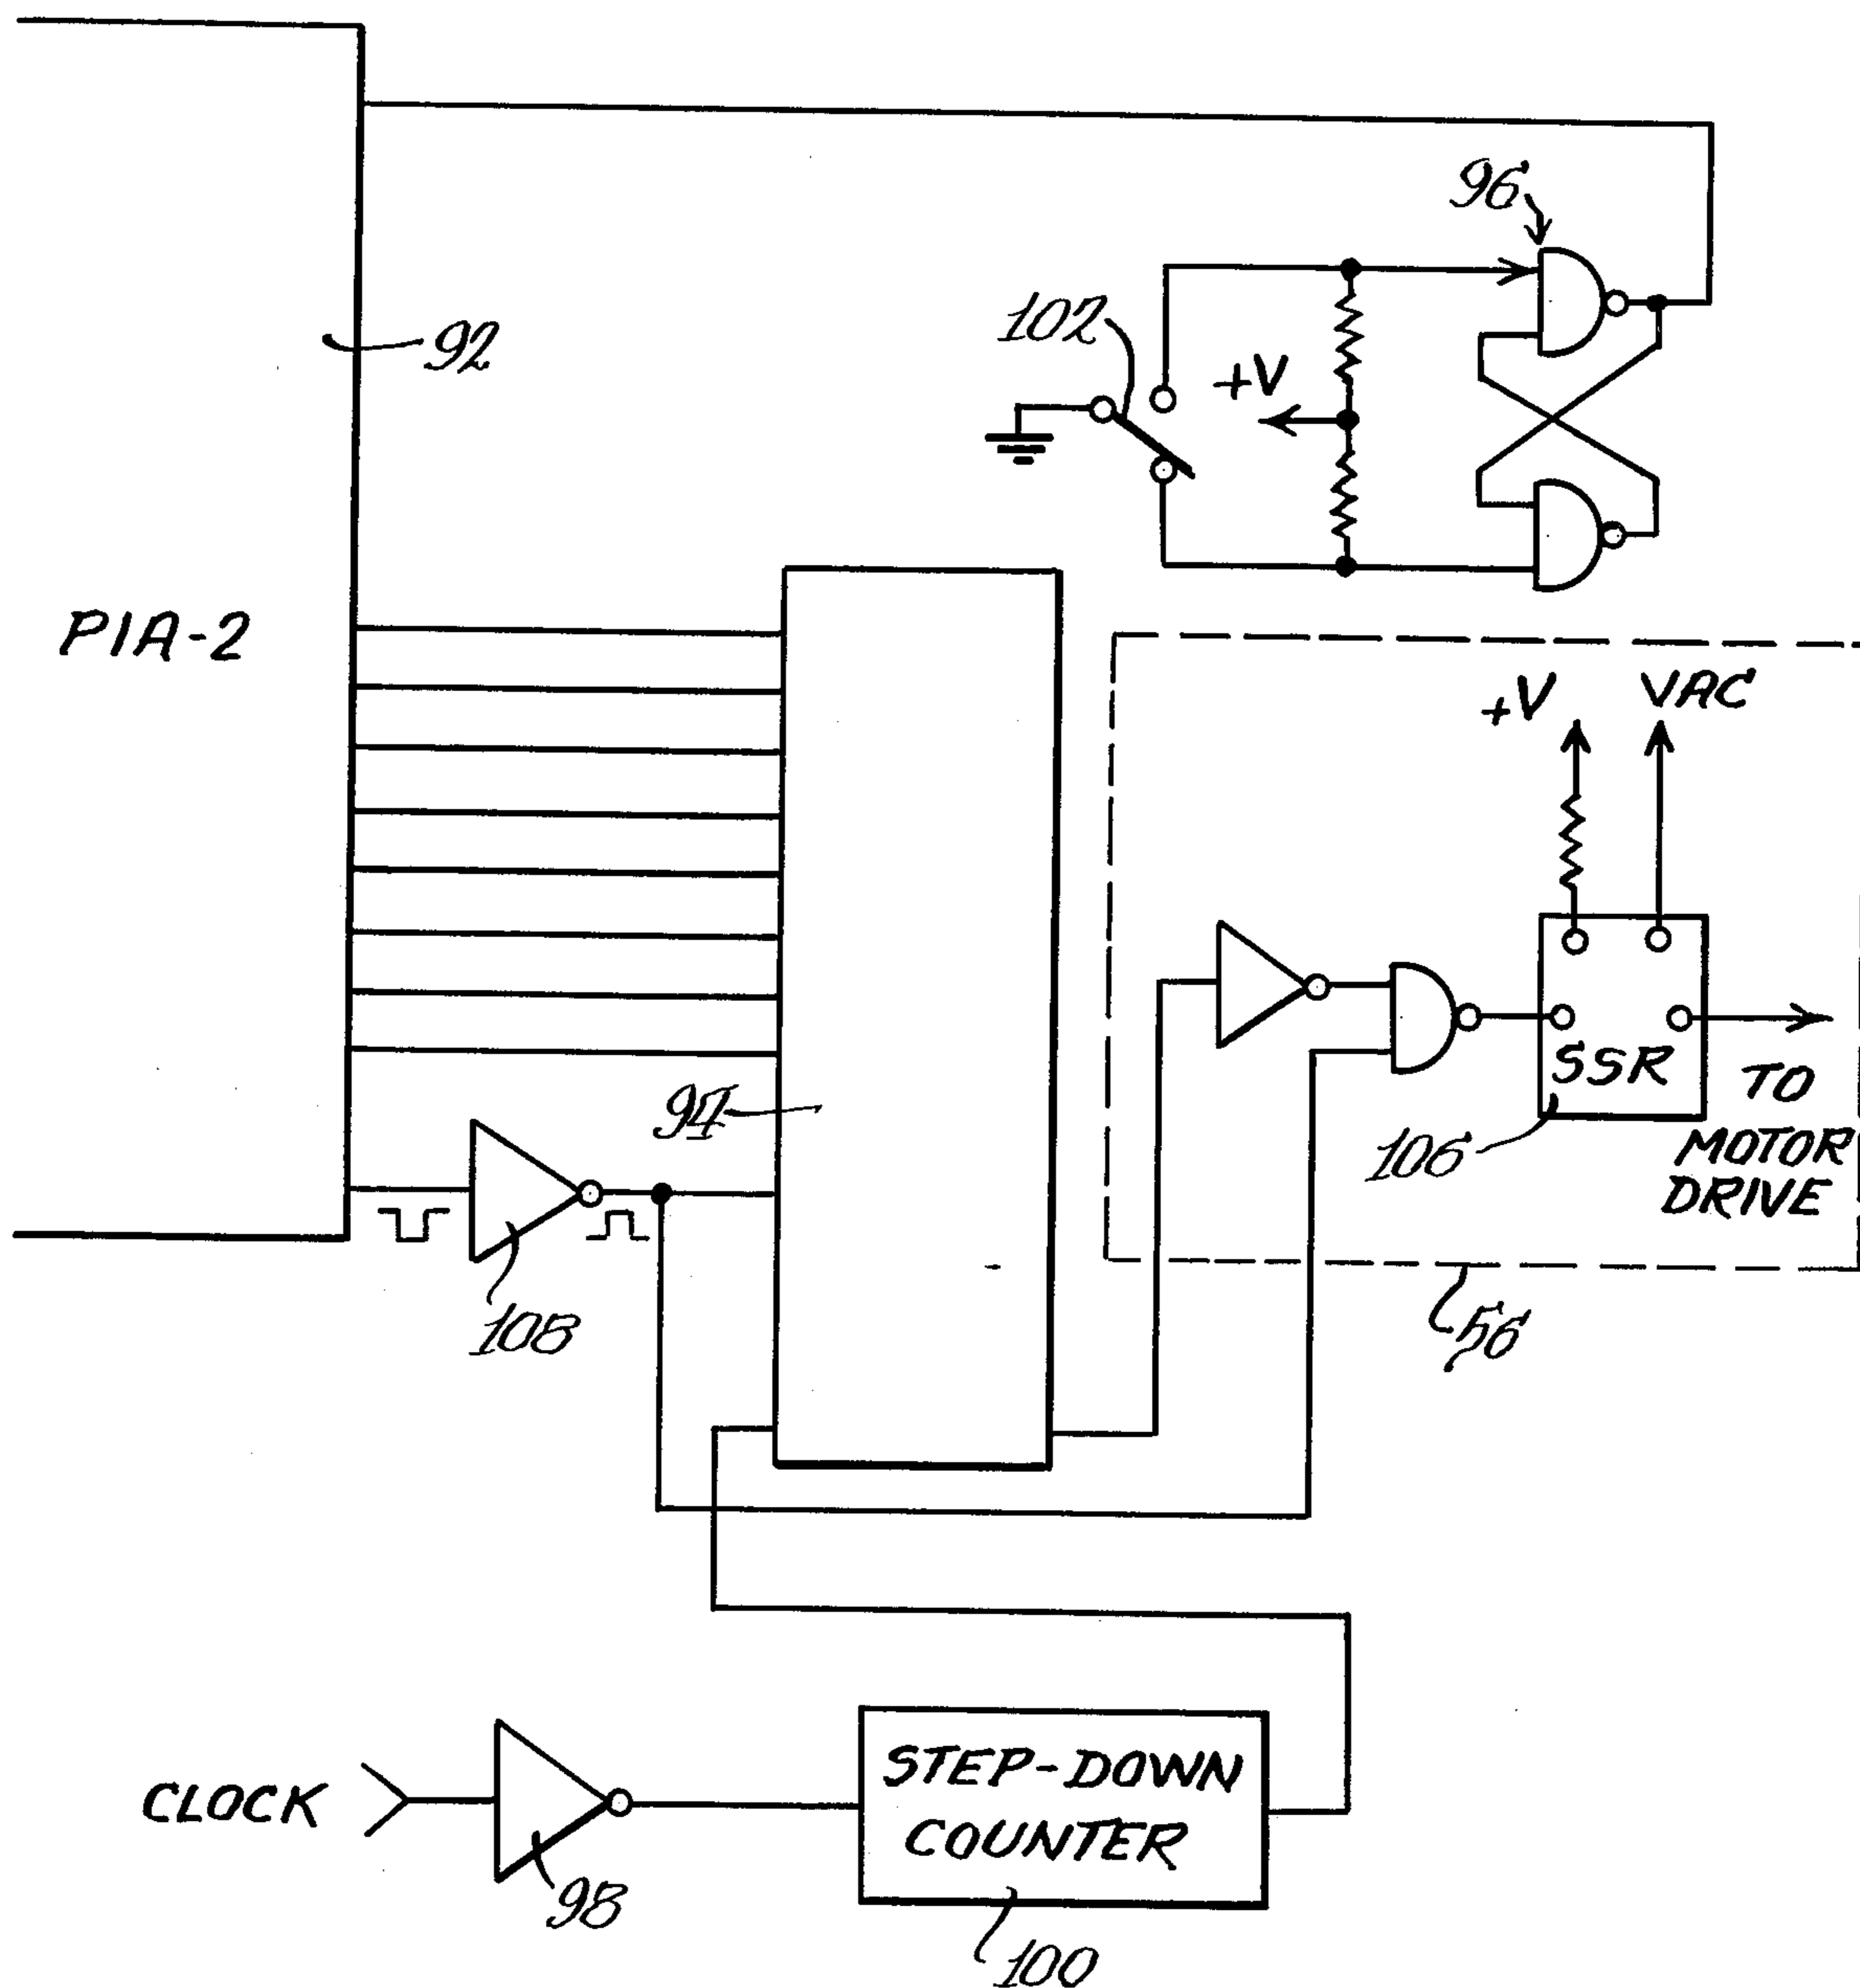 96
102
92
+V
PIA-2
+V VAC
94
SSR
TO
MOTOR
DRIVE
106
108
56
CLOCK
STEP-DOWN
COUNTER
98
100